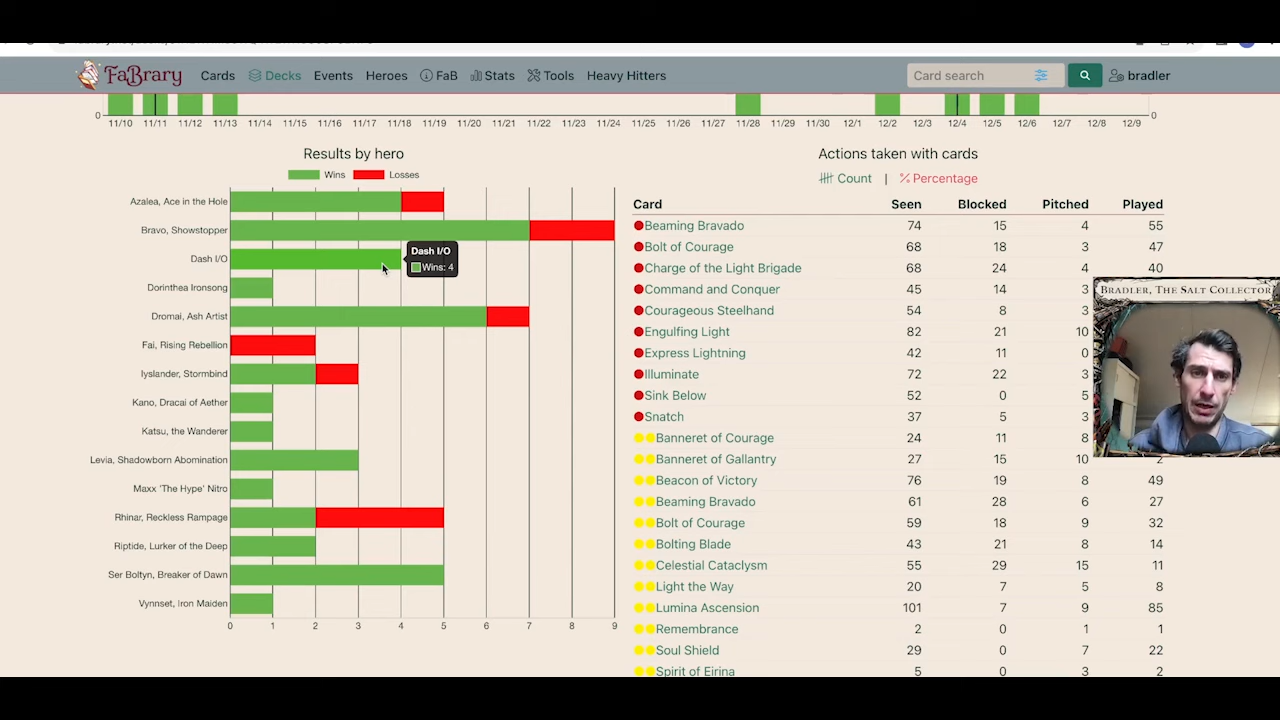 FaBrary Cards Decks Events Heroes FaB Stats Tools Heavy Hitters Card search bradler
0 0
11/10 11/11 11/12 11/13 11/14 11/15 11/16 11/17 11/18 11/19 11/20 11/21 11/22 11/23 11/24 11/25 11/26 11/27 11/28 11/29 11/30 12/1 12/2 12/3 12/4 12/5 12/6 12/7 12/8 12/9
Results by hero
Wins Losses
Azalea, Ace in the Hole
Bravo, Showstopper
Dash I/O
Dorinthea Ironsong
Dromai, Ash Artist
Fai, Rising Rebellion
Iyslander, Stormbind
Kano, Dracai of Aether
Katsu, the Wanderer
Levia, Shadowborn Abomination
Maxx 'The Hype' Nitro
Rhinar, Reckless Rampage
Riptide, Lurker of the Deep
Ser Boltyn, Breaker of Dawn
Vynnset, Iron Maiden
0 1 2 3 4 5 6 7 8 9
Dash I/O
Wins: 4
Actions taken with cards
Count | % Percentage
Card Seen Blocked Pitched Played
Beaming Bravado 74 15 4 55
Bolt of Courage 68 18 3 47
Charge of the Light Brigade 68 24 4 40
Command and Conquer 45 14 3
Courageous Steelhand 54 8 3
Engulfing Light 82 21 10
Express Lightning 42 11 0
Illuminate 72 22 3
Sink Below 52 0 5
Snatch 37 5 3
Banneret of Courage 24 11 8
Banneret of Gallantry 27 15 10 2
Beacon of Victory 76 19 8 49
Beaming Bravado 61 28 6 27
Bolt of Courage 59 18 9 32
Bolting Blade 43 21 8 14
Celestial Cataclysm 55 29 15 11
Light the Way 20 7 5 8
Lumina Ascension 101 7 9 85
Remembrance 2 0 1 1
Soul Shield 29 0 7 22
Spirit of Eirina 5 0 3 2
Bradler, The Salt Collector